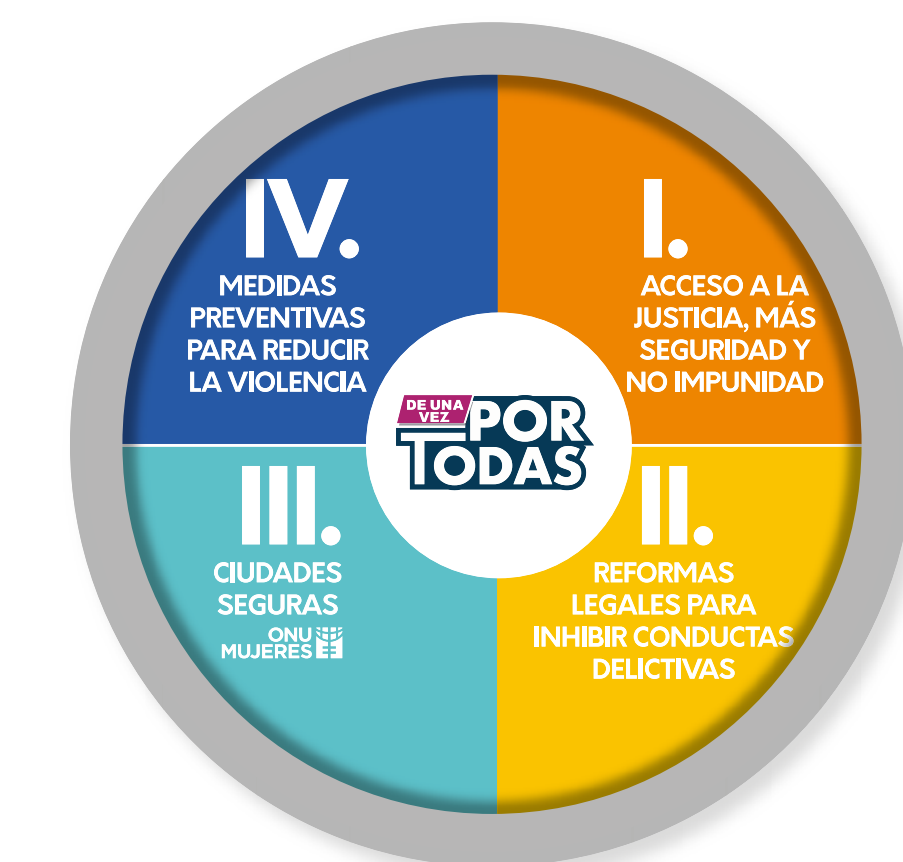 I.
ACCESO A LA
JUSTICIA, MÁS
SEGURIDAD Y
NO IMPUNIDAD
II.
REFORMAS
LEGALES PARA
INHIBIR CONDUCTAS
DELICTIVAS
III.
CIUDADES
SEGURAS
ONU
MUJERES
IV.
MEDIDAS
PREVENTIVAS
PARA REDUCIR
LA VIOLENCIA
DE UNA
VEZ
POR
TODAS